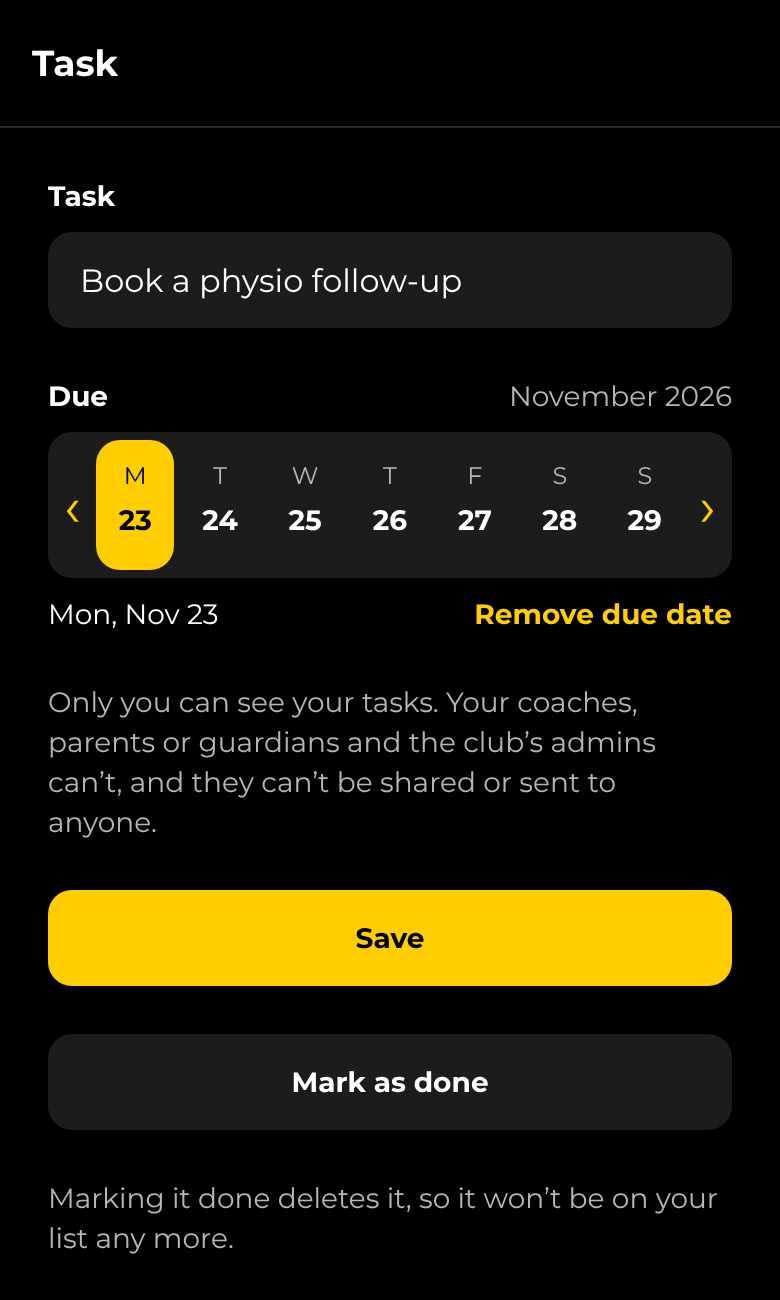 Task
Task
Book a physio follow-up
Due November 2026
M T W T F S S
‹ 23 24 25 26 27 28 29 ›
Mon, Nov 23 Remove due date
Only you can see your tasks. Your coaches,
parents or guardians and the club’s admins
can’t, and they can’t be shared or sent to
anyone.
Save
Mark as done
Marking it done deletes it, so it won’t be on your
list any more.